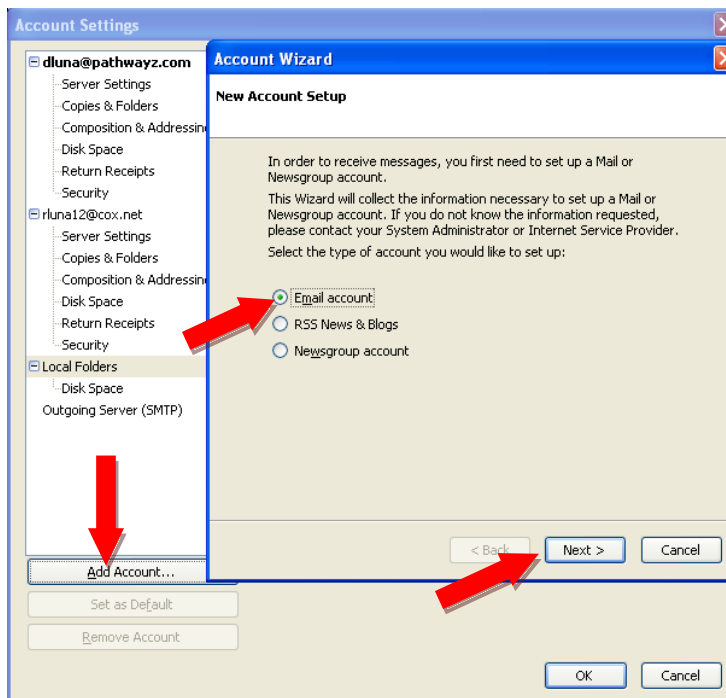 Account Settings
dluna@pathwayz.com
Server Settings
Copies & Folders
Composition & Addressin
Disk Space
Return Receipts
Security
rluna12@cox.net
Server Settings
Copies & Folders
Composition & Addressin
Disk Space
Return Receipts
Security
Local Folders
Disk Space
Outgoing Server (SMTP)
Add Account...
Set as Default
Remove Account
Account Wizard
New Account Setup
In order to receive messages, you first need to set up a Mail or
Newsgroup account.
This Wizard will collect the information necessary to set up a Mail or
Newsgroup account. If you do not know the information requested,
please contact your System Administrator or Internet Service Provider.
Select the type of account you would like to set up:
Email account
RSS News & Blogs
Newsgroup account
< Back
Next >
Cancel
OK
Cancel